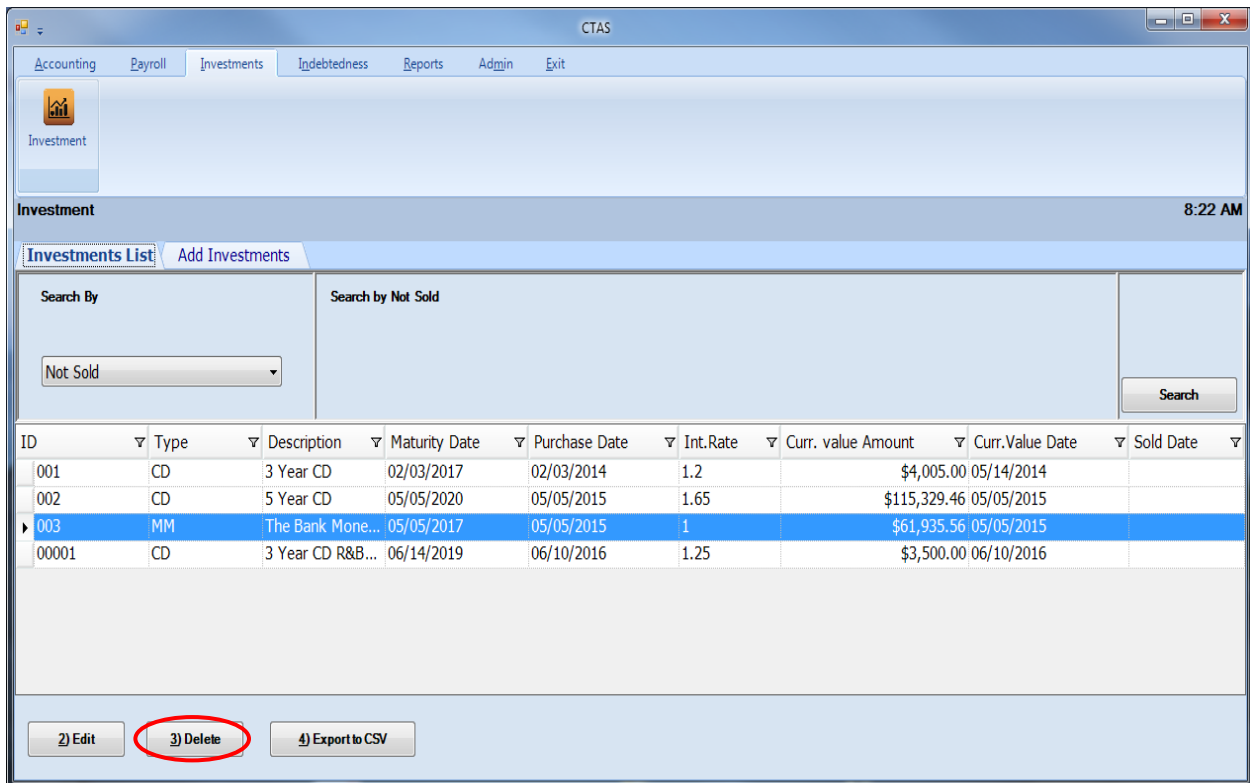 CTAS
Accounting Payroll Investments Indebtedness Reports Admin Exit
Investment
Investment 8:22 AM
Investments List Add Investments
Search By Search by Not Sold
Not Sold
Search
ID Type Description Maturity Date Purchase Date Int.Rate Curr. value Amount Curr.Value Date Sold Date
001 CD 3 Year CD 02/03/2017 02/03/2014 1.2 $4,005.00 05/14/2014
002 CD 5 Year CD 05/05/2020 05/05/2015 1.65 $115,329.46 05/05/2015
003 MM The Bank Mone... 05/05/2017 05/05/2015 1 $61,935.56 05/05/2015
00001 CD 3 Year CD R&B... 06/14/2019 06/10/2016 1.25 $3,500.00 06/10/2016
2) Edit 3) Delete 4) Export to CSV